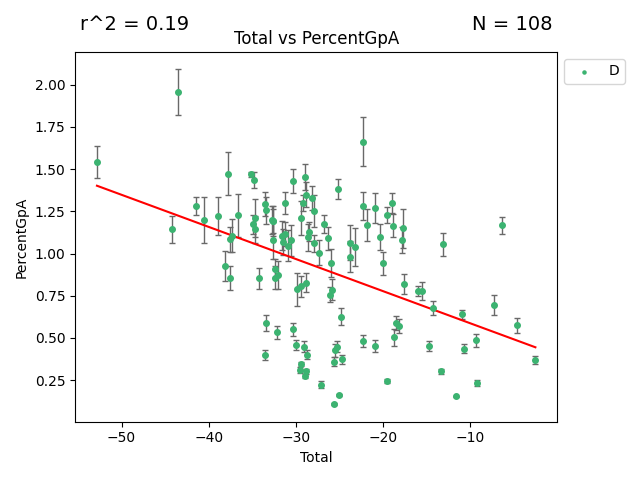 r^2 = 0.19
N = 108
Total vs PercentGpA
D
PercentGpA
2.00
1.75
1.50
1.25
1.00
0.75
0.50
0.25
−50 −40 −30 −20 −10
Total